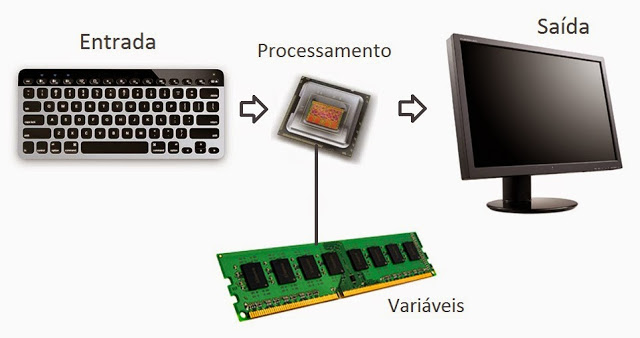 Entrada
Processamento
Saída
Variáveis